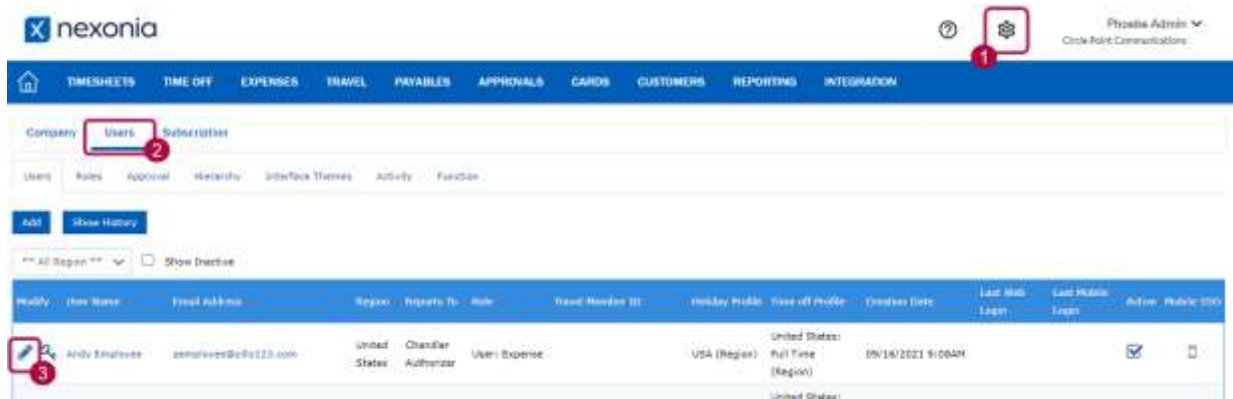 nexonia
Phoebe Admin
Circle Point Communications
1
TIMESHEETS TIME OFF EXPENSES TRAVEL PAYABLES APPROVALS CARDS CUSTOMERS REPORTING INTEGRATION
Company Users Subscription
2
Users Roles Approval Hierarchy Interface Themes Activity Function
Add Show History
** All Region ** Show Inactive
Modify User Name Email Address Region Reports To Role Travel Member ID Holiday Profile Time off Profile Creation Date Last Web Login Last Mobile Login Active Mobile SSO
Andy Employee United States Chandler Authorizer User: Expense USA (Region) United States: Full Time (Region) 09/16/2021 9:08AM
3
United States: